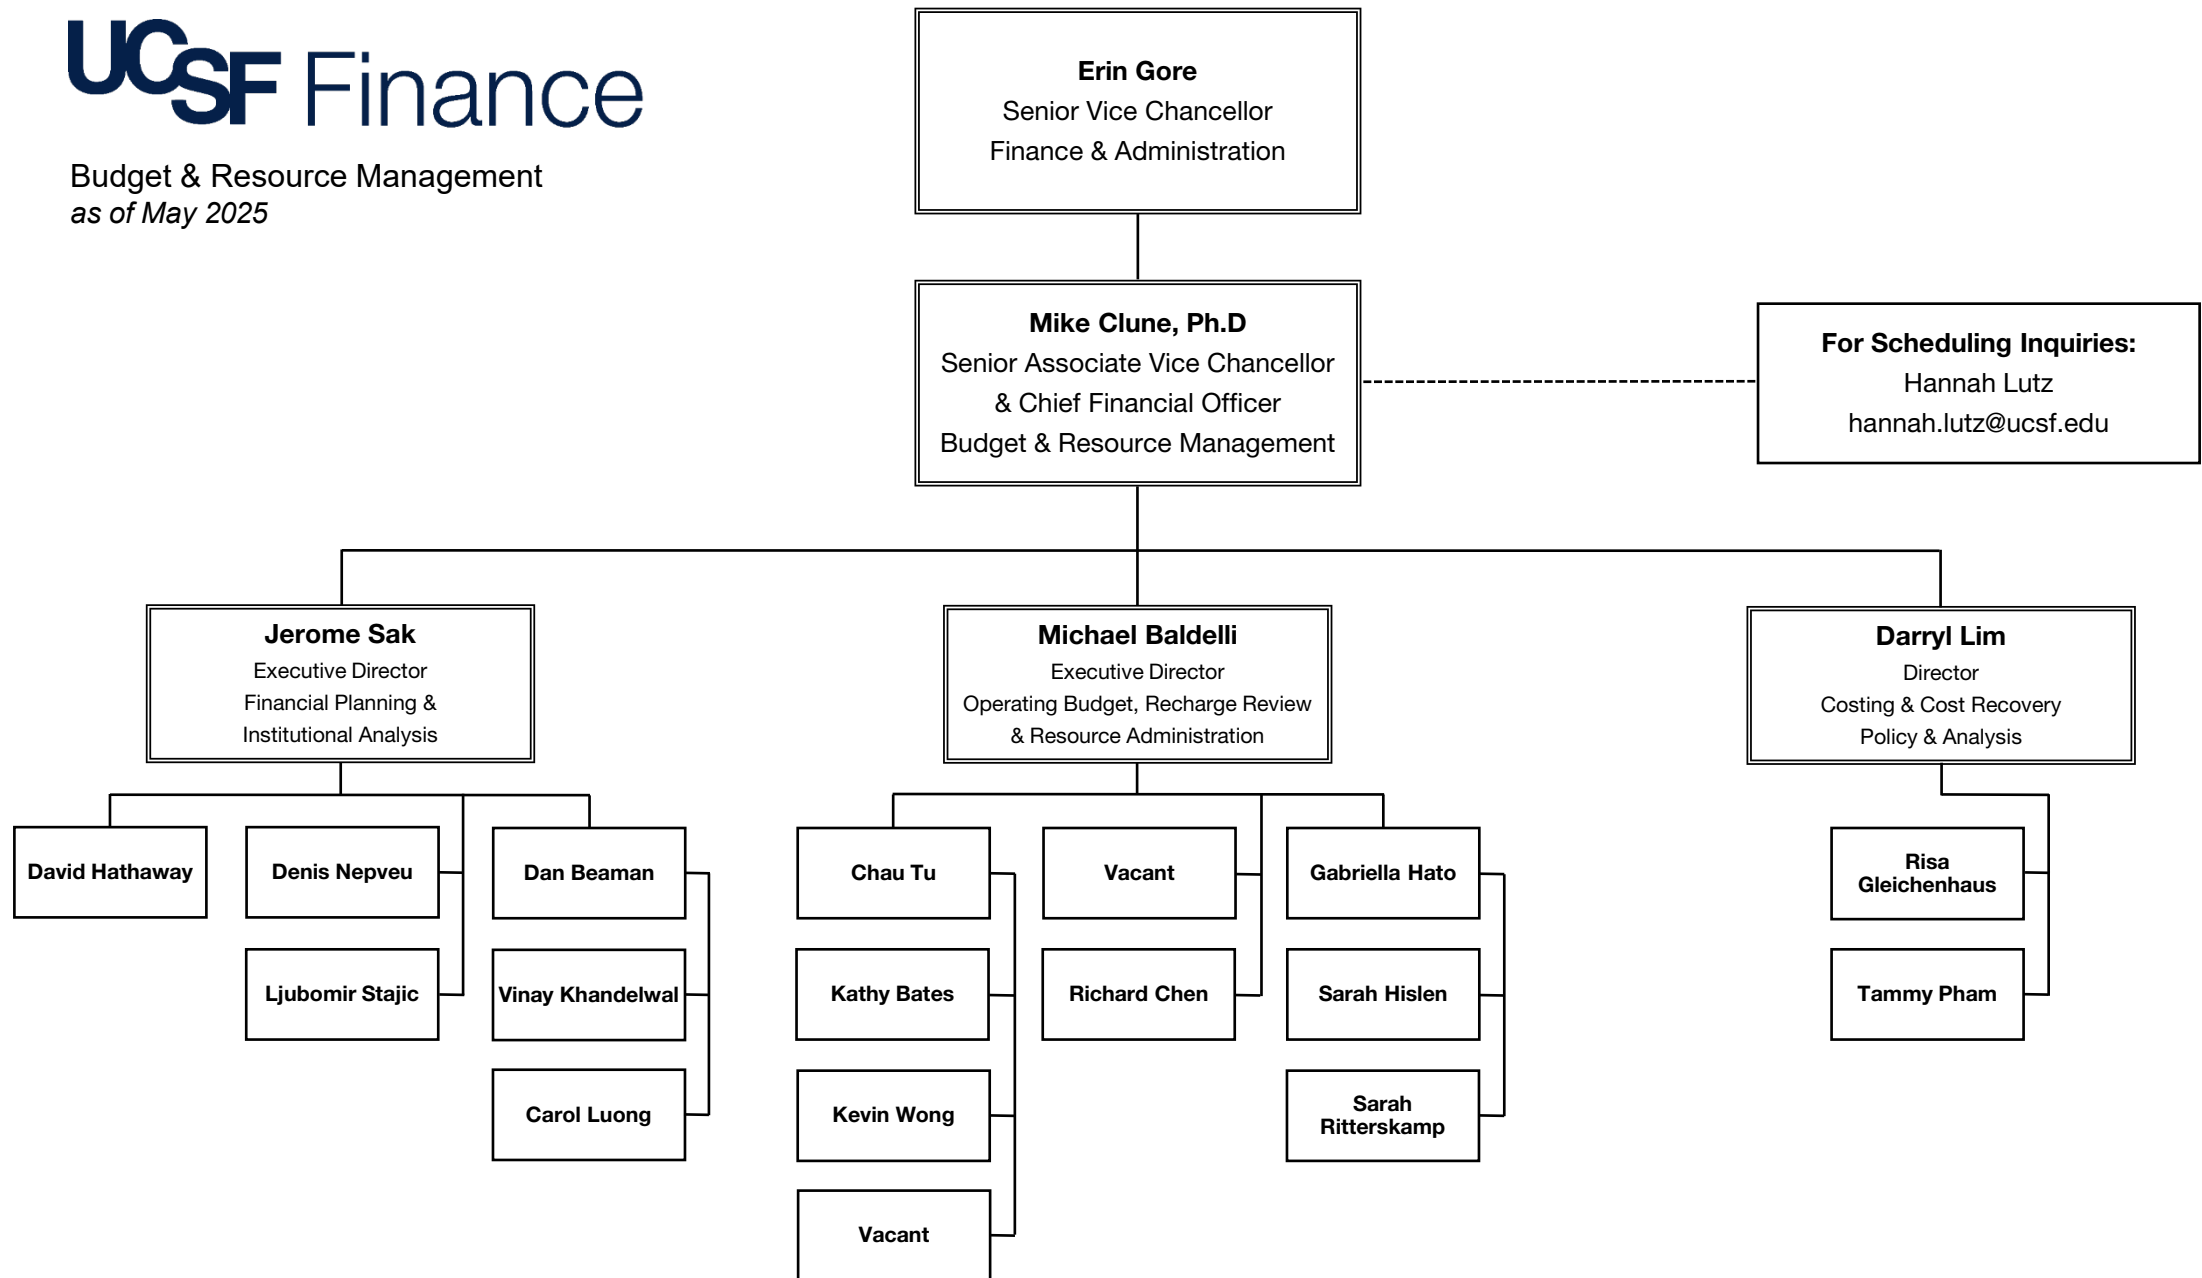 UCSF Finance
Budget & Resource Management
as of May 2025
Erin Gore
Senior Vice Chancellor
Finance & Administration
Mike Clune, Ph.D
Senior Associate Vice Chancellor
& Chief Financial Officer
Budget & Resource Management
For Scheduling Inquiries:
Hannah Lutz
hannah.lutz@ucsf.edu
Jerome Sak
Executive Director
Financial Planning &
Institutional Analysis
Michael Baldelli
Executive Director
Operating Budget, Recharge Review
& Resource Administration
Darryl Lim
Director
Costing & Cost Recovery
Policy & Analysis
David Hathaway
Denis Nepveu
Ljubomir Stajic
Dan Beaman
Vinay Khandelwal
Carol Luong
Chau Tu
Kathy Bates
Kevin Wong
Vacant
Vacant
Richard Chen
Gabriella Hato
Sarah Hislen
Sarah
Ritterskamp
Risa
Gleichenhaus
Tammy Pham